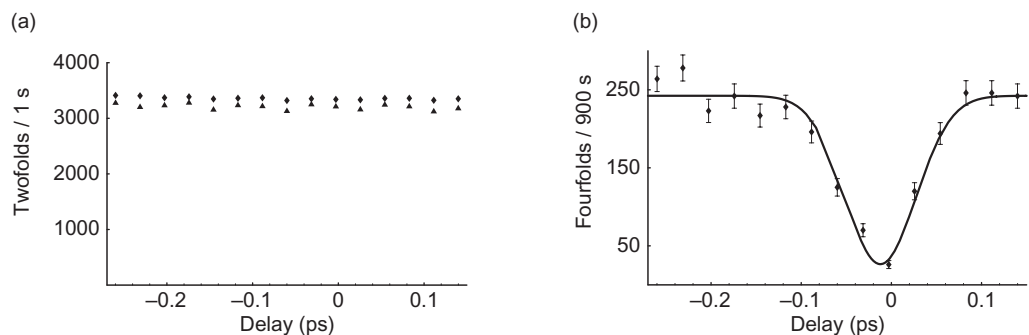 (a)
Twofolds / 1 s
4000
3000
2000
1000
–0.2
–0.1
0
0.1
Delay (ps)
(b)
Fourfolds / 900 s
250
150
50
–0.2
–0.1
0
0.1
Delay (ps)